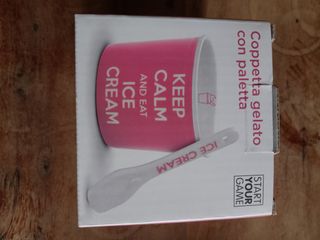 Coppetta gelato
con paletta
KEEP
CALM
AND EAT
ICE
CREAM
ICE CREAM
START
YOUR
GAME